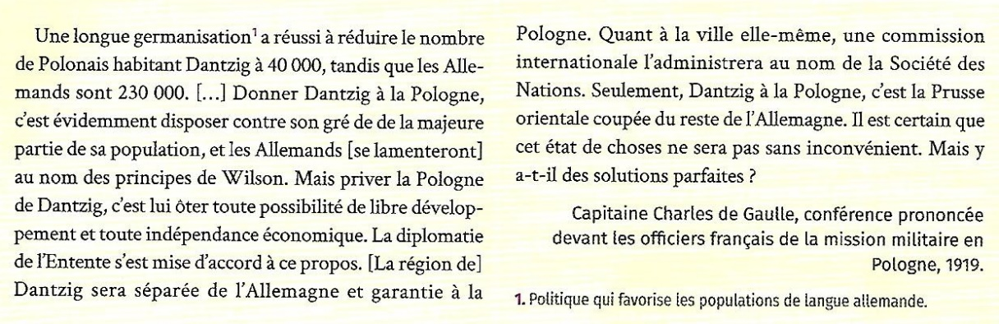 Une longue germanisation¹ a réussi à réduire le nombre
de Polonais habitant Dantzig à 40 000, tandis que les Alle-
mands sont 230 000. [...] Donner Dantzig à la Pologne,
c'est évidemment disposer contre son gré de de la majeure
partie de sa population, et les Allemands [se lamenteront]
au nom des principes de Wilson. Mais priver la Pologne
de Dantzig, c'est lui ôter toute possibilité de libre dévelop-
pement et toute indépendance économique. La diplomatie
de l'Entente s'est mise d'accord à ce propos. [La région de]
Dantzig sera séparée de l'Allemagne et garantie à la
Pologne. Quant à la ville elle-même, une commission
internationale l'administrera au nom de la Société des
Nations. Seulement, Dantzig à la Pologne, c'est la Prusse
orientale coupée du reste de l'Allemagne. Il est certain que
cet état de choses ne sera pas sans inconvénient. Mais y
a-t-il des solutions parfaites ?
Capitaine Charles de Gaulle, conférence prononcée
devant les officiers français de la mission militaire en
Pologne, 1919.
1. Politique qui favorise les populations de langue allemande.